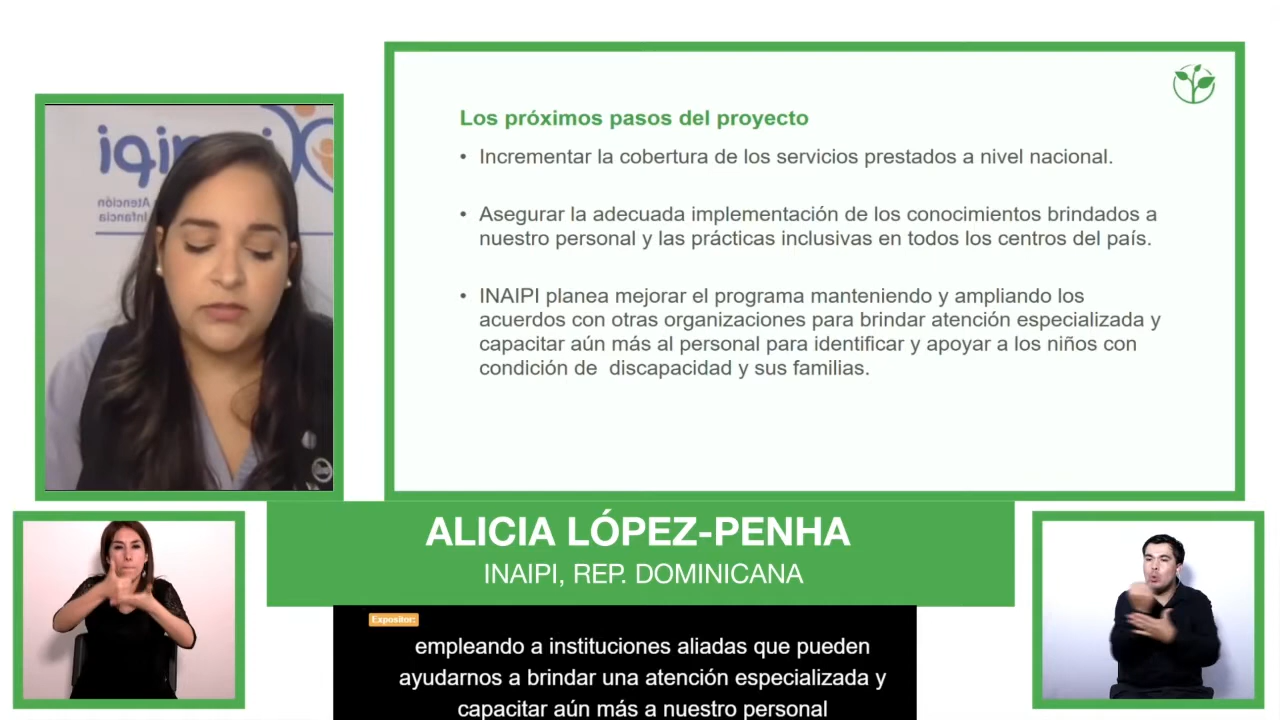 Los próximos pasos del proyecto
• Incrementar la cobertura de los servicios prestados a nivel nacional.
• Asegurar la adecuada implementación de los conocimientos brindados a
nuestro personal y las prácticas inclusivas en todos los centros del país.
• INAIPI planea mejorar el programa manteniendo y ampliando los
acuerdos con otras organizaciones para brindar atención especializada y
capacitar aún más al personal para identificar y apoyar a los niños con
condición de discapacidad y sus familias.
Atención
Infancia
ALICIA LÓPEZ-PENHA
INAIPI, REP. DOMINICANA
Expositor:
empleando a instituciones aliadas que pueden
ayudarnos a brindar una atención especializada y
capacitar aún más a nuestro personal